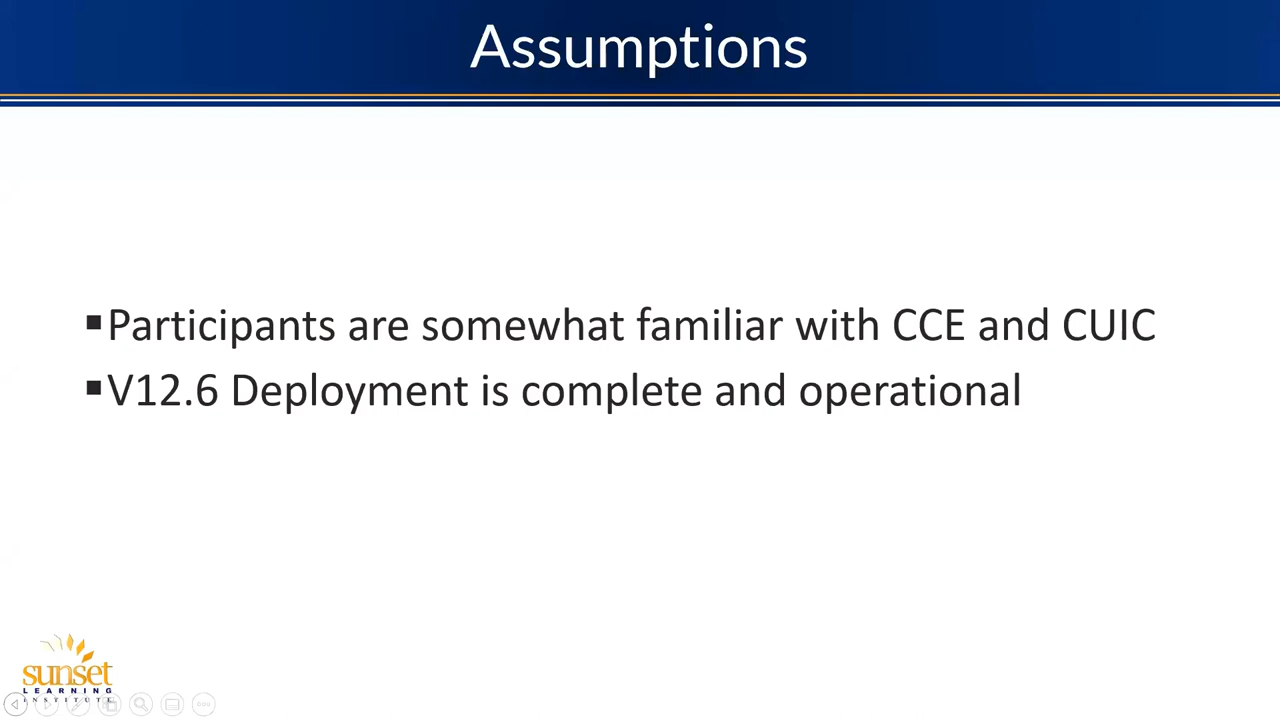 Assumptions
▪Participants are somewhat familiar with CCE and CUIC
▪V12.6 Deployment is complete and operational
sunset
LEARNING
INSTITUTE